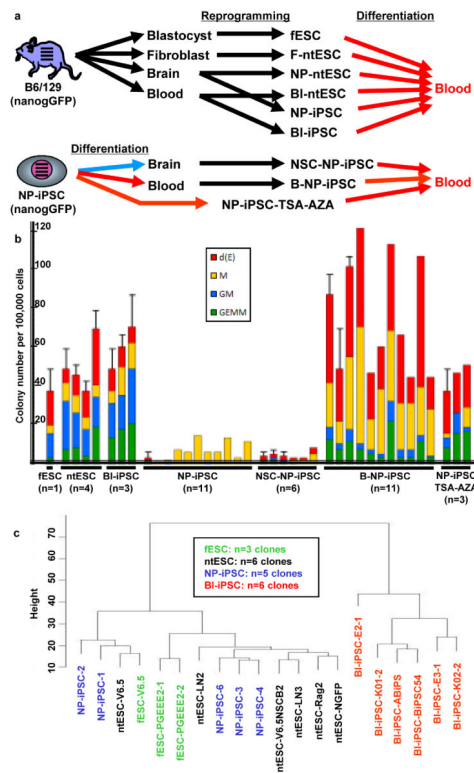 a
Reprogramming Differentiation
Blastocyst fESC
Fibroblast F-ntESC
Brain NP-ntESC
Blood Bl-ntESC
NP-iPSC
Bl-iPSC
Blood
B6/129
(nanogGFP)
Differentiation
Brain NSC-NP-iPSC
Blood B-NP-iPSC
NP-iPSC-TSA-AZA
Blood
NP-iPSC
(nanogGFP)
b
Colony number per 100,000 cells
120
100
80
60
40
20
d(E)
M
GM
GEMM
fESC ntESC Bl-iPSC NP-iPSC NSC-NP-iPSC B-NP-iPSC NP-iPSC
TSA-AZA
(n=1) (n=4) (n=3) (n=11) (n=6) (n=11) (n=3)
c
Height
70
60
50
40
30
20
10
fESC: n=3 clones
ntESC: n=6 clones
NP-iPSC: n=5 clones
Bl-iPSC: n=6 clones
NP-iPSC-2
NP-iPSC-1
ntESC-V6.5
fESC-V6.5
fESC-PGEEE2-1
fESC-PGEEE2-2
ntESC-LN2
NP-iPSC-6
NP-iPSC-3
NP-iPSC-4
ntESC-V6.5NSCB2
ntESC-LN3
ntESC-Rag2
ntESC-NGFP
Bl-iPSC-E2-1
Bl-iPSC-K01-2
Bl-iPSC-ABIPS
Bl-iPSC-BiPSC54
Bl-iPSC-E3-1
Bl-iPSC-K02-2